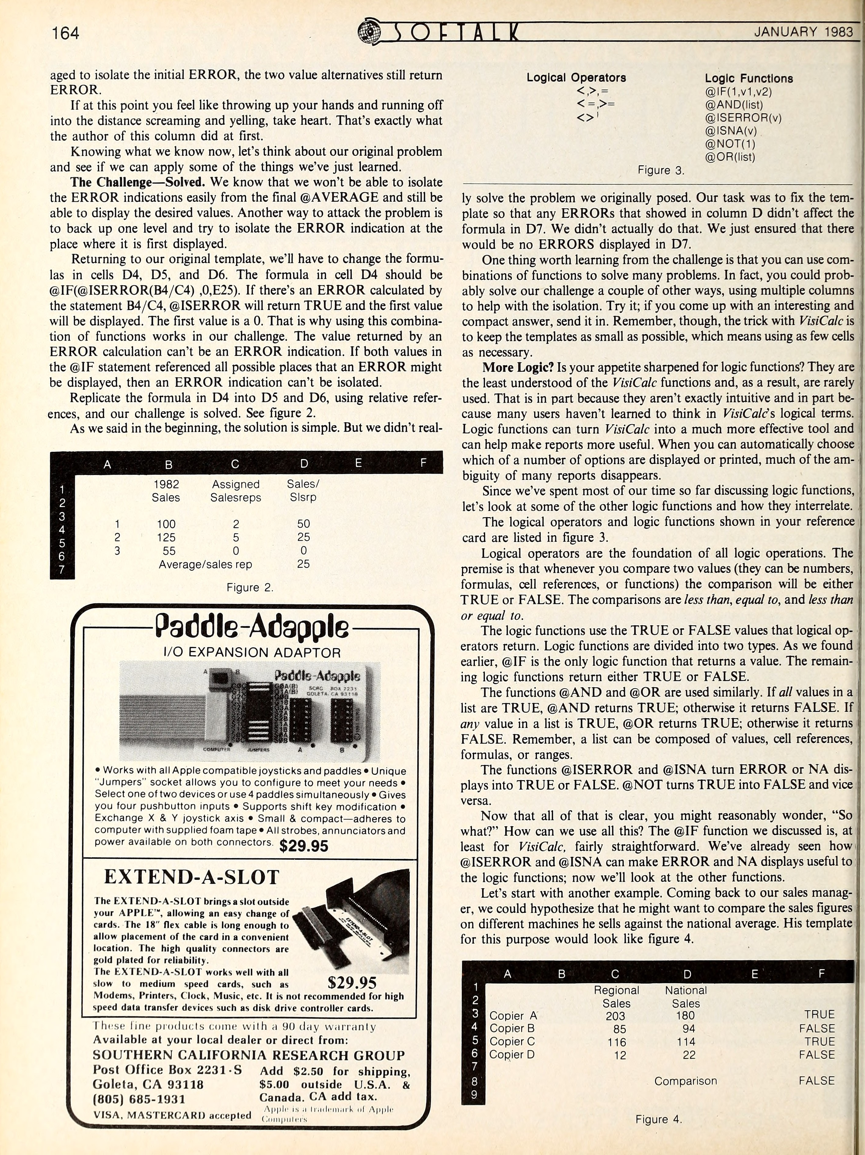 164
SOFTALK
JANUARY 1983
aged to isolate the initial ERROR, the two value alternatives still return
ERROR.
If at this point you feel like throwing up your hands and running off
into the distance screaming and yelling, take heart. That's exactly what
the author of this column did at first.
Knowing what we know now, let's think about our original problem
and see if we can apply some of the things we've just learned.
The Challenge—Solved. We know that we won't be able to isolate
the ERROR indications easily from the final @AVERAGE and still be
able to display the desired values. Another way to attack the problem is
to back up one level and try to isolate the ERROR indication at the
place where it is first displayed.
Returning to our original template, we'll have to change the formu-
las in cells D4, D5, and D6. The formula in cell D4 should be
@IF(@ISERROR(B4/C4) ,0,E25). If there's an ERROR calculated by
the statement B4/C4, @ISERROR will return TRUE and the first value
will be displayed. The first value is a 0. That is why using this combina-
tion of functions works in our challenge. The value returned by an
ERROR calculation can't be an ERROR indication. If both values in
the @IF statement referenced all possible places that an ERROR might
be displayed, then an ERROR indication can't be isolated.
Replicate the formula in D4 into D5 and D6, using relative refer-
ences, and our challenge is solved. See figure 2.
As we said in the beginning, the solution is simple. But we didn't real-
A B C D E F
1 1982 Assigned Sales/
2 Sales Salesreps Slsrp
3
4 1 100 2 50
5 2 125 5 25
6 3 55 0 0
7 Average/sales rep 25
Figure 2.
Paddle-Adapple
I/O EXPANSION ADAPTOR
A B
Paddle-Adapple
SCRG BOX 2231
GOLETA, CA 93118
COMPUTER JUMPERS A B
• Works with all Apple compatible joysticks and paddles • Unique
"Jumpers" socket allows you to configure to meet your needs •
Select one of two devices or use 4 paddles simultaneously • Gives
you four pushbutton inputs • Supports shift key modification •
Exchange X & Y joystick axis • Small & compact—adheres to
computer with supplied foam tape • All strobes, annunciators and
power available on both connectors. $29.95
EXTEND-A-SLOT
The EXTEND-A-SLOT brings a slot outside
your APPLE™, allowing an easy change of
cards. The 18" flex cable is long enough to
allow placement of the card in a convenient
location. The high quality connectors are
gold plated for reliability.
The EXTEND-A-SLOT works well with all
slow to medium speed cards, such as
$29.95
Modems, Printers, Clock, Music, etc. It is not recommended for high
speed data transfer devices such as disk drive controller cards.
These fine products come with a 90 day warranty
Available at your local dealer or direct from:
SOUTHERN CALIFORNIA RESEARCH GROUP
Post Office Box 2231-S
Goleta, CA 93118
(805) 685-1931
VISA, MASTERCARD accepted
Add $2.50 for shipping,
$5.00 outside U.S.A. &
Canada. CA add tax.
Apple is a trademark of Apple
Computers
Logical Operators Logic Functions
<,>,= @IF(1,v1,v2)
<=,>= @AND(list)
<> @ISERROR(v)
@ISNA(v)
@NOT(1)
@OR(list)
Figure 3.
ly solve the problem we originally posed. Our task was to fix the tem-
plate so that any ERRORs that showed in column D didn't affect the
formula in D7. We didn't actually do that. We just ensured that there
would be no ERRORS displayed in D7.
One thing worth learning from the challenge is that you can use com-
binations of functions to solve many problems. In fact, you could prob-
ably solve our challenge a couple of other ways, using multiple columns
to help with the isolation. Try it; if you come up with an interesting and
compact answer, send it in. Remember, though, the trick with VisiCalc is
to keep the templates as small as possible, which means using as few cells
as necessary.
More Logic? Is your appetite sharpened for logic functions? They are
the least understood of the VisiCalc functions and, as a result, are rarely
used. That is in part because they aren't exactly intuitive and in part be-
cause many users haven't learned to think in VisiCalc's logical terms.
Logic functions can turn VisiCalc into a much more effective tool and
can help make reports more useful. When you can automatically choose
which of a number of options are displayed or printed, much of the am-
biguity of many reports disappears.
Since we've spent most of our time so far discussing logic functions,
let's look at some of the other logic functions and how they interrelate.
The logical operators and logic functions shown in your reference
card are listed in figure 3.
Logical operators are the foundation of all logic operations. The
premise is that whenever you compare two values (they can be numbers,
formulas, cell references, or functions) the comparison will be either
TRUE or FALSE. The comparisons are less than, equal to, and less than
or equal to.
The logic functions use the TRUE or FALSE values that logical op-
erators return. Logic functions are divided into two types. As we found
earlier, @IF is the only logic function that returns a value. The remain-
ing logic functions return either TRUE or FALSE.
The functions @AND and @OR are used similarly. If all values in a
list are TRUE, @AND returns TRUE; otherwise it returns FALSE. If
any value in a list is TRUE, @OR returns TRUE; otherwise it returns
FALSE. Remember, a list can be composed of values, cell references,
formulas, or ranges.
The functions @ISERROR and @ISNA turn ERROR or NA dis-
plays into TRUE or FALSE. @NOT turns TRUE into FALSE and vice
versa.
Now that all of that is clear, you might reasonably wonder, "So
what?" How can we use all this? The @IF function we discussed is, at
least for VisiCalc, fairly straightforward. We've already seen how
@ISERROR and @ISNA can make ERROR and NA displays useful to
the logic functions; now we'll look at the other functions.
Let's start with another example. Coming back to our sales manag-
er, we could hypothesize that he might want to compare the sales figures
on different machines he sells against the national average. His template
for this purpose would look like figure 4.
A B C D E F
1 Regional National
2 Sales Sales
3 Copier A 203 180 TRUE
4 Copier B 85 94 FALSE
5 Copier C 116 114 TRUE
6 Copier D 12 22 FALSE
7
8 Comparison FALSE
9
Figure 4.